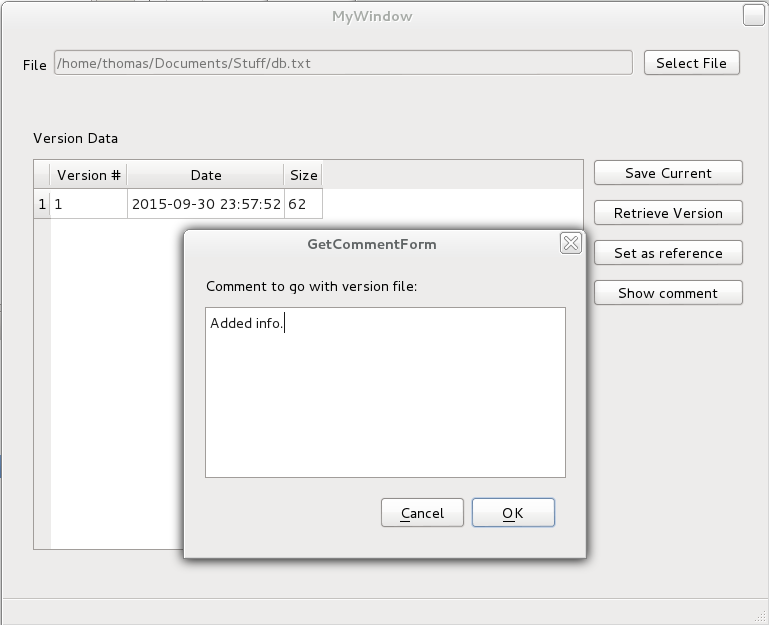 MyWindow
File /home/thomas/Documents/Stuff/db.txt Select File
Version Data
Version # Date Size
1 1 2015-09-30 23:57:52 62
Save Current
Retrieve Version
Set as reference
Show comment
GetCommentForm
Comment to go with version file:
Added info.
Cancel OK